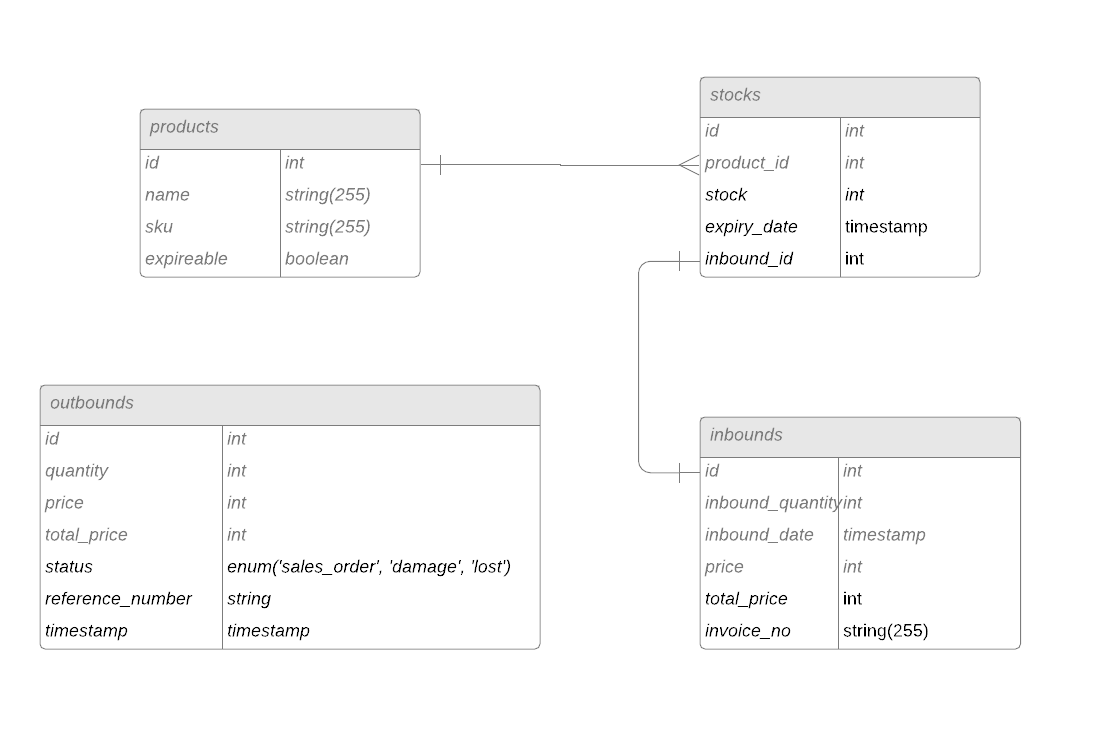 products
id int
name string(255)
sku string(255)
expireable boolean
stocks
id int
product_id int
stock int
expiry_date timestamp
inbound_id int
outbounds
id int
quantity int
price int
total_price int
status enum('sales_order', 'damage', 'lost')
reference_number string
timestamp timestamp
inbounds
id int
inbound_quantity int
inbound_date timestamp
price int
total_price int
invoice_no string(255)